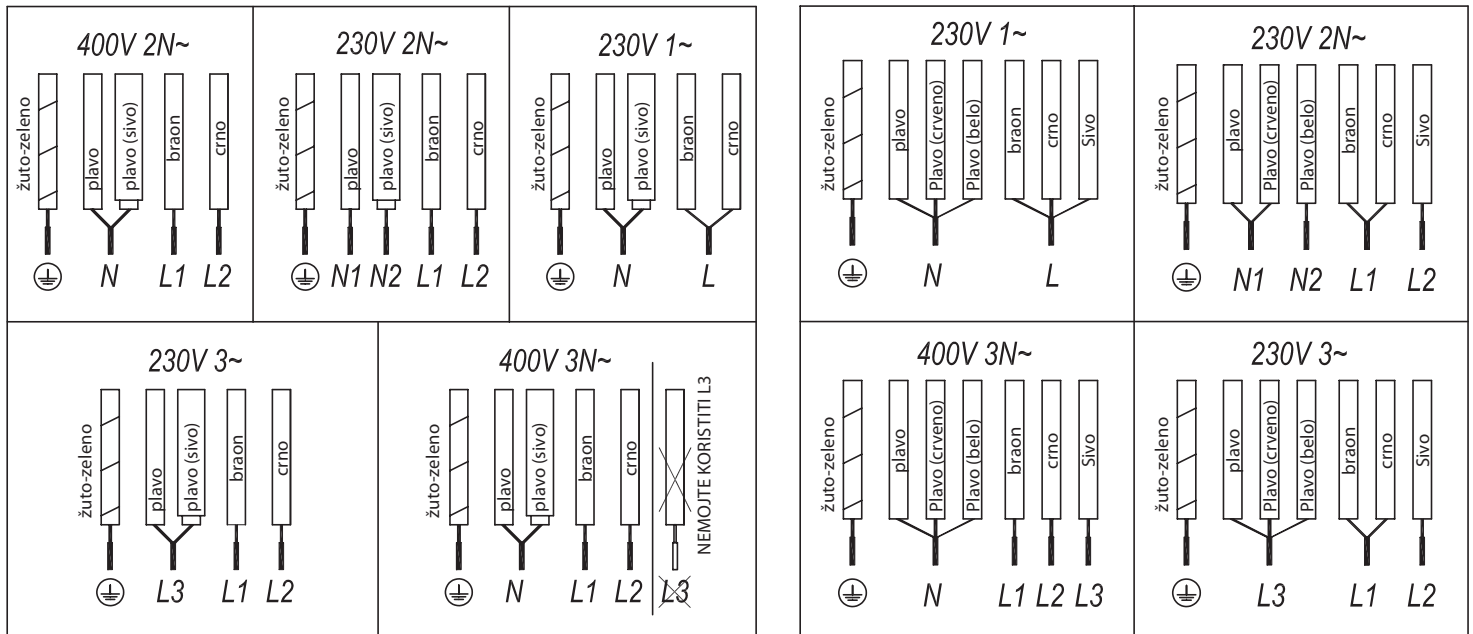 400V 2N~
žuto-zeleno
plavo
plavo (sivo)
braon
crno
N
L1
L2
230V 2N~
žuto-zeleno
plavo
plavo (sivo)
braon
crno
N1
N2
L1
L2
230V 1~
žuto-zeleno
plavo
plavo (sivo)
braon
crno
N
L
230V 3~
žuto-zeleno
plavo
plavo (sivo)
braon
crno
L3
L1
L2
400V 3N~
žuto-zeleno
plavo
plavo (sivo)
braon
crno
NEMOJTE KORISTITI L3
N
L1
L2
L3
230V 1~
žuto-zeleno
plavo
Plavo (crveno)
Plavo (belo)
braon
crno
Sivo
N
L
230V 2N~
žuto-zeleno
plavo
Plavo (crveno)
Plavo (belo)
braon
crno
Sivo
N1
N2
L1
L2
400V 3N~
žuto-zeleno
plavo
Plavo (crveno)
Plavo (belo)
braon
crno
Sivo
N
L1
L2
L3
230V 3~
žuto-zeleno
plavo
Plavo (crveno)
Plavo (belo)
braon
crno
Sivo
L3
L1
L2